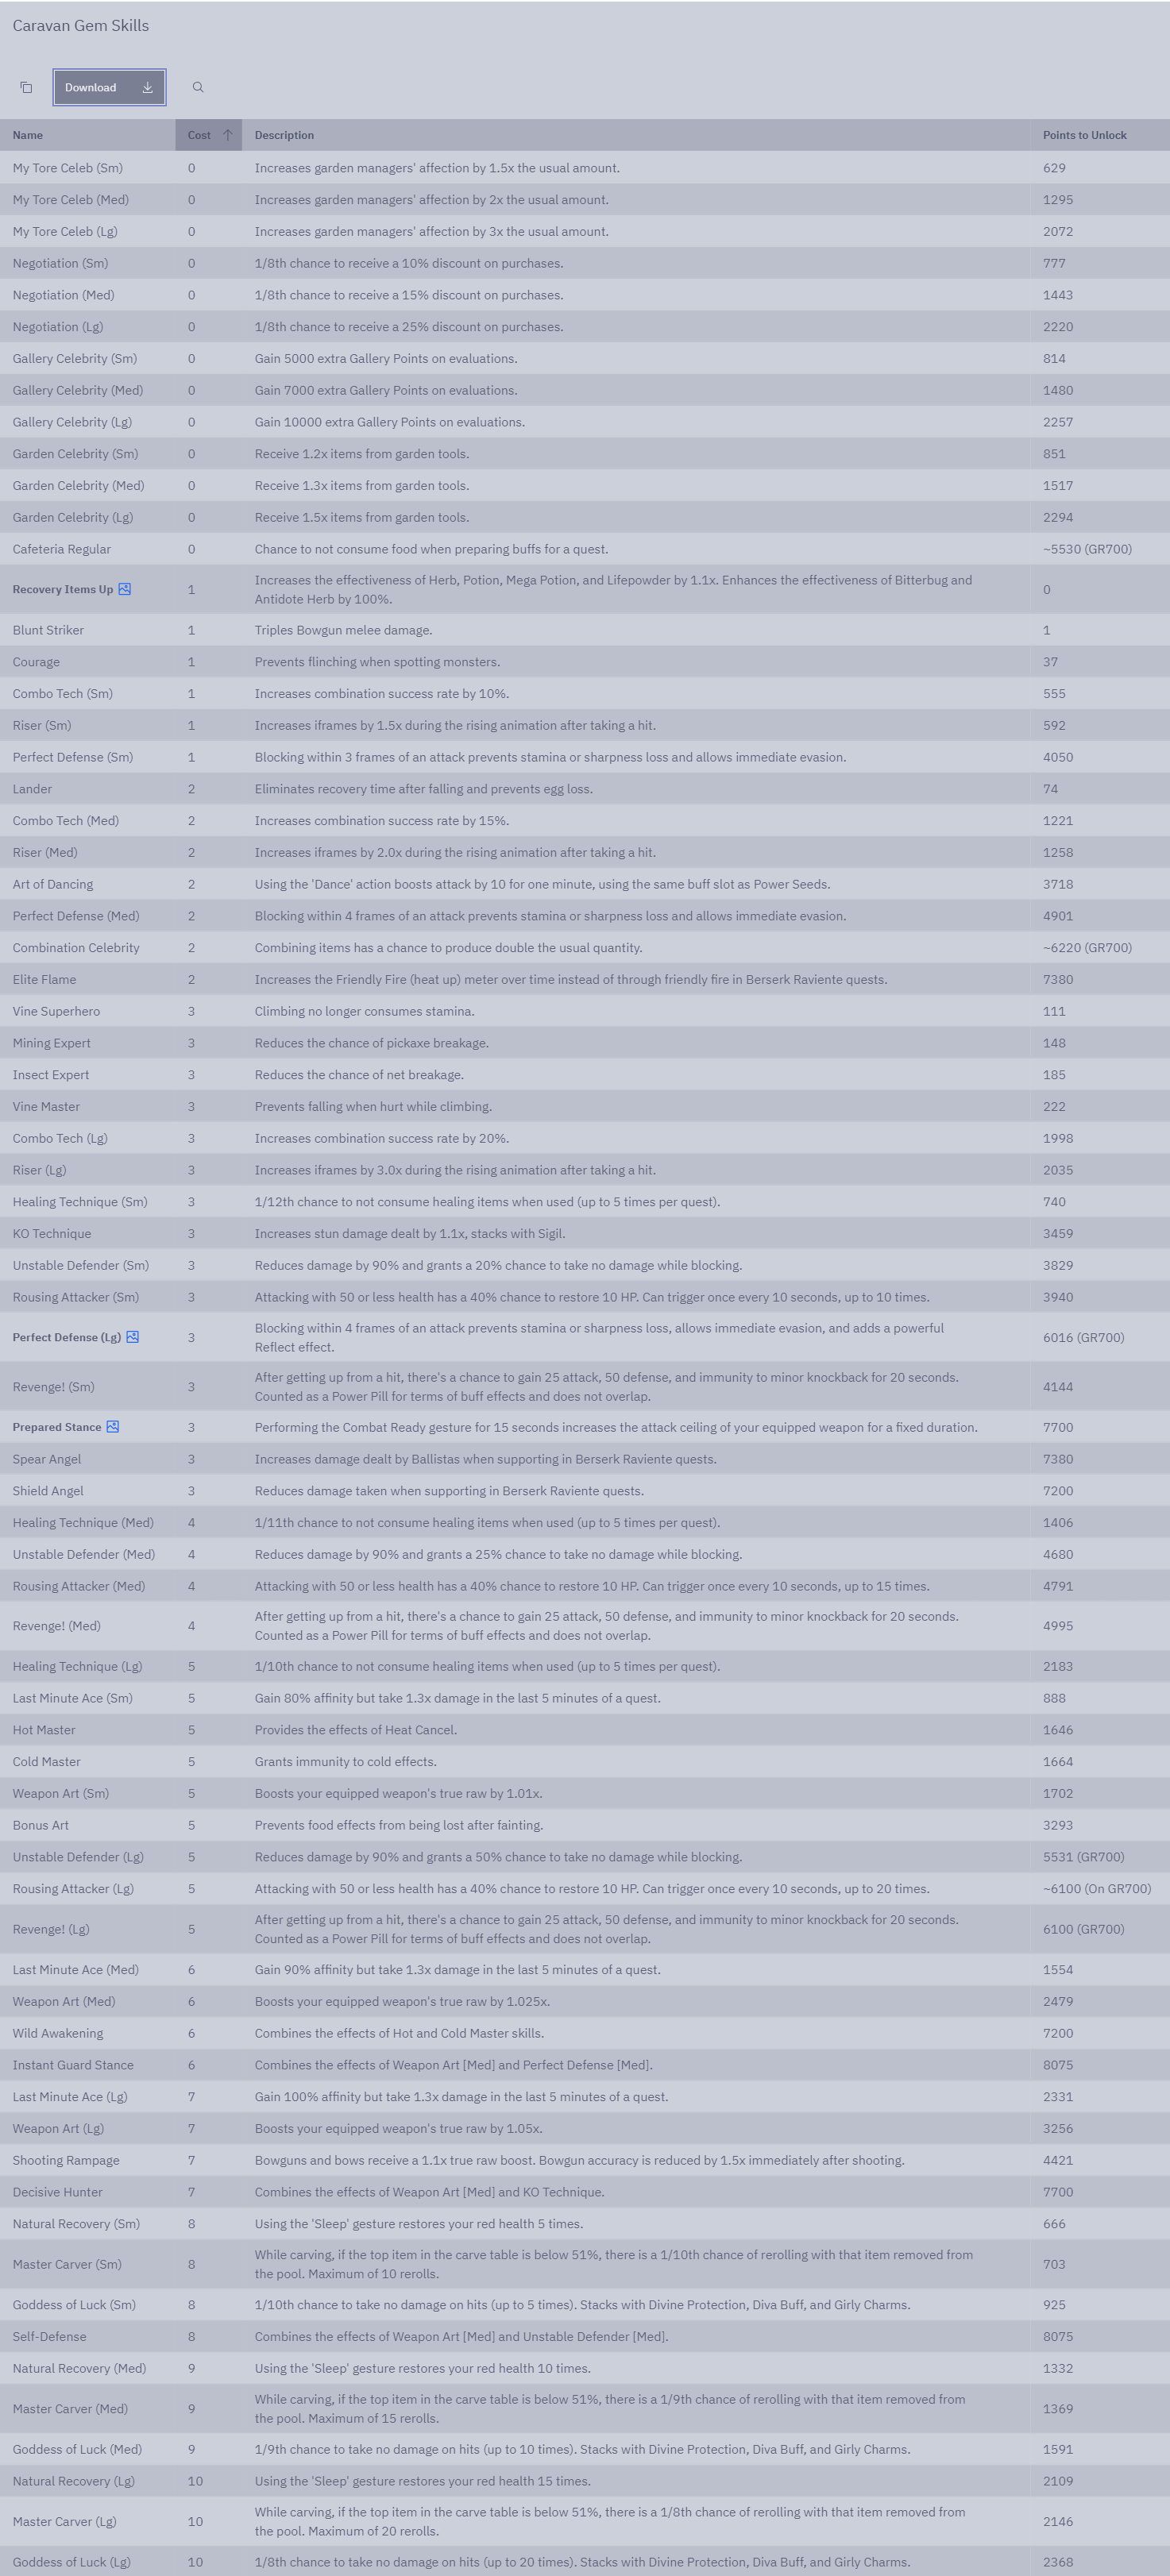 Caravan Gem Skills
Download
Name Cost Description Points to Unlock
My Tore Celeb (Sm) 0 Increases garden managers' affection by 1.5x the usual amount. 629
My Tore Celeb (Med) 0 Increases garden managers' affection by 2x the usual amount. 1295
My Tore Celeb (Lg) 0 Increases garden managers' affection by 3x the usual amount. 2072
Negotiation (Sm) 0 1/8th chance to receive a 10% discount on purchases. 777
Negotiation (Med) 0 1/8th chance to receive a 15% discount on purchases. 1443
Negotiation (Lg) 0 1/8th chance to receive a 25% discount on purchases. 2220
Gallery Celebrity (Sm) 0 Gain 5000 extra Gallery Points on evaluations. 814
Gallery Celebrity (Med) 0 Gain 7000 extra Gallery Points on evaluations. 1480
Gallery Celebrity (Lg) 0 Gain 10000 extra Gallery Points on evaluations. 2257
Garden Celebrity (Sm) 0 Receive 1.2x items from garden tools. 851
Garden Celebrity (Med) 0 Receive 1.3x items from garden tools. 1517
Garden Celebrity (Lg) 0 Receive 1.5x items from garden tools. 2294
Cafeteria Regular 0 Chance to not consume food when preparing buffs for a quest. ~5530 (GR700)
Recovery Items Up 1 Increases the effectiveness of Herb, Potion, Mega Potion, and Lifepowder by 1.1x. Enhances the effectiveness of Bitterbug and
Antidote Herb by 100%. 0
Blunt Striker 1 Triples Bowgun melee damage. 1
Courage 1 Prevents flinching when spotting monsters. 37
Combo Tech (Sm) 1 Increases combination success rate by 10%. 555
Riser (Sm) 1 Increases iframes by 1.5x during the rising animation after taking a hit. 592
Perfect Defense (Sm) 1 Blocking within 3 frames of an attack prevents stamina or sharpness loss and allows immediate evasion. 4050
Lander 2 Eliminates recovery time after falling and prevents egg loss. 74
Combo Tech (Med) 2 Increases combination success rate by 15%. 1221
Riser (Med) 2 Increases iframes by 2.0x during the rising animation after taking a hit. 1258
Art of Dancing 2 Using the 'Dance' action boosts attack by 10 for one minute, using the same buff slot as Power Seeds. 3718
Perfect Defense (Med) 2 Blocking within 4 frames of an attack prevents stamina or sharpness loss and allows immediate evasion. 4901
Combination Celebrity 2 Combining items has a chance to produce double the usual quantity. ~6220 (GR700)
Elite Flame 2 Increases the Friendly Fire (heat up) meter over time instead of through friendly fire in Berserk Raviente quests. 7380
Vine Superhero 3 Climbing no longer consumes stamina. 111
Mining Expert 3 Reduces the chance of pickaxe breakage. 148
Insect Expert 3 Reduces the chance of net breakage. 185
Vine Master 3 Prevents falling when hurt while climbing. 222
Combo Tech (Lg) 3 Increases combination success rate by 20%. 1998
Riser (Lg) 3 Increases iframes by 3.0x during the rising animation after taking a hit. 2035
Healing Technique (Sm) 3 1/12th chance to not consume healing items when used (up to 5 times per quest). 740
KO Technique 3 Increases stun damage dealt by 1.1x, stacks with Sigil. 3459
Unstable Defender (Sm) 3 Reduces damage by 90% and grants a 20% chance to take no damage while blocking. 3829
Rousing Attacker (Sm) 3 Attacking with 50 or less health has a 40% chance to restore 10 HP. Can trigger once every 10 seconds, up to 10 times. 3940
Perfect Defense (Lg) 3 Blocking within 4 frames of an attack prevents stamina or sharpness loss, allows immediate evasion, and adds a powerful
Reflect effect. 6016 (GR700)
Revenge! (Sm) 3 After getting up from a hit, there's a chance to gain 25 attack, 50 defense, and immunity to minor knockback for 20 seconds.
Counted as a Power Pill for terms of buff effects and does not overlap. 4144
Prepared Stance 3 Performing the Combat Ready gesture for 15 seconds increases the attack ceiling of your equipped weapon for a fixed duration. 7700
Spear Angel 3 Increases damage dealt by Ballistas when supporting in Berserk Raviente quests. 7380
Shield Angel 3 Reduces damage taken when supporting in Berserk Raviente quests. 7200
Healing Technique (Med) 4 1/11th chance to not consume healing items when used (up to 5 times per quest). 1406
Unstable Defender (Med) 4 Reduces damage by 90% and grants a 25% chance to take no damage while blocking. 4680
Rousing Attacker (Med) 4 Attacking with 50 or less health has a 40% chance to restore 10 HP. Can trigger once every 10 seconds, up to 15 times. 4791
Revenge! (Med) 4 After getting up from a hit, there's a chance to gain 25 attack, 50 defense, and immunity to minor knockback for 20 seconds.
Counted as a Power Pill for terms of buff effects and does not overlap. 4995
Healing Technique (Lg) 5 1/10th chance to not consume healing items when used (up to 5 times per quest). 2183
Last Minute Ace (Sm) 5 Gain 80% affinity but take 1.3x damage in the last 5 minutes of a quest. 888
Hot Master 5 Provides the effects of Heat Cancel. 1646
Cold Master 5 Grants immunity to cold effects. 1664
Weapon Art (Sm) 5 Boosts your equipped weapon's true raw by 1.01x. 1702
Bonus Art 5 Prevents food effects from being lost after fainting. 3293
Unstable Defender (Lg) 5 Reduces damage by 90% and grants a 50% chance to take no damage while blocking. 5531 (GR700)
Rousing Attacker (Lg) 5 Attacking with 50 or less health has a 40% chance to restore 10 HP. Can trigger once every 10 seconds, up to 20 times. ~6100 (On GR700)
Revenge! (Lg) 5 After getting up from a hit, there's a chance to gain 25 attack, 50 defense, and immunity to minor knockback for 20 seconds.
Counted as a Power Pill for terms of buff effects and does not overlap. 6100 (GR700)
Last Minute Ace (Med) 6 Gain 90% affinity but take 1.3x damage in the last 5 minutes of a quest. 1554
Weapon Art (Med) 6 Boosts your equipped weapon's true raw by 1.025x. 2479
Wild Awakening 6 Combines the effects of Hot and Cold Master skills. 7200
Instant Guard Stance 6 Combines the effects of Weapon Art [Med] and Perfect Defense [Med]. 8075
Last Minute Ace (Lg) 7 Gain 100% affinity but take 1.3x damage in the last 5 minutes of a quest. 2331
Weapon Art (Lg) 7 Boosts your equipped weapon's true raw by 1.05x. 3256
Shooting Rampage 7 Bowguns and bows receive a 1.1x true raw boost. Bowgun accuracy is reduced by 1.5x immediately after shooting. 4421
Decisive Hunter 7 Combines the effects of Weapon Art [Med] and KO Technique. 7700
Natural Recovery (Sm) 8 Using the 'Sleep' gesture restores your red health 5 times. 666
Master Carver (Sm) 8 While carving, if the top item in the carve table is below 51%, there is a 1/10th chance of rerolling with that item removed from
the pool. Maximum of 10 rerolls. 703
Goddess of Luck (Sm) 8 1/10th chance to take no damage on hits (up to 5 times). Stacks with Divine Protection, Diva Buff, and Girly Charms. 925
Self-Defense 8 Combines the effects of Weapon Art [Med] and Unstable Defender [Med]. 8075
Natural Recovery (Med) 9 Using the 'Sleep' gesture restores your red health 10 times. 1332
Master Carver (Med) 9 While carving, if the top item in the carve table is below 51%, there is a 1/9th chance of rerolling with that item removed from
the pool. Maximum of 15 rerolls. 1369
Goddess of Luck (Med) 9 1/9th chance to take no damage on hits (up to 10 times). Stacks with Divine Protection, Diva Buff, and Girly Charms. 1591
Natural Recovery (Lg) 10 Using the 'Sleep' gesture restores your red health 15 times. 2109
Master Carver (Lg) 10 While carving, if the top item in the carve table is below 51%, there is a 1/8th chance of rerolling with that item removed from
the pool. Maximum of 20 rerolls. 2146
Goddess of Luck (Lg) 10 1/8th chance to take no damage on hits (up to 20 times). Stacks with Divine Protection, Diva Buff, and Girly Charms. 2368